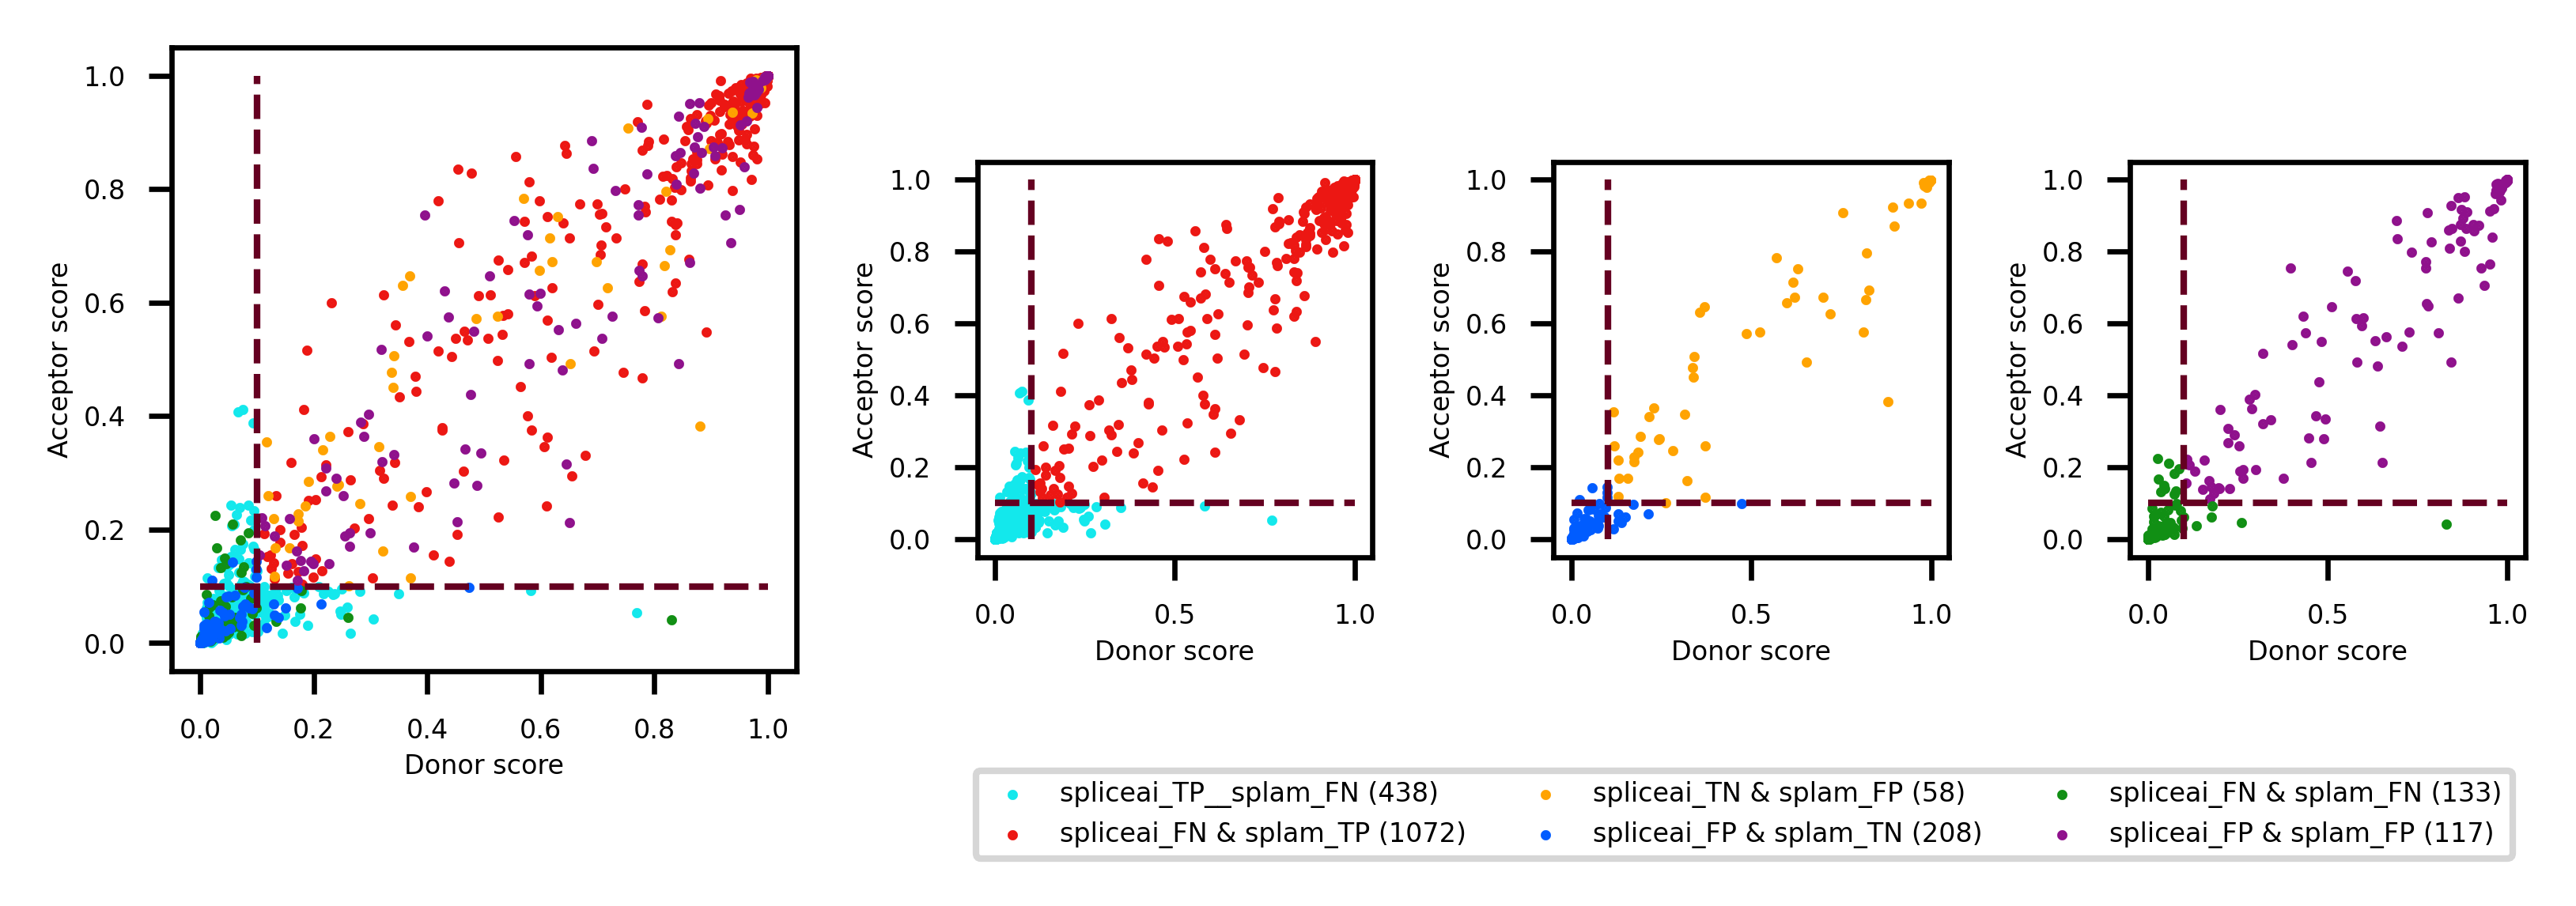 1.0
0.8
0.6
0.4
0.2
0.0
Acceptor score
0.0 0.2 0.4 0.6 0.8 1.0
Donor score
1.0
0.8
0.6
0.4
0.2
0.0
Acceptor score
0.0 0.5 1.0
Donor score
1.0
0.8
0.6
0.4
0.2
0.0
Acceptor score
0.0 0.5 1.0
Donor score
1.0
0.8
0.6
0.4
0.2
0.0
Acceptor score
0.0 0.5 1.0
Donor score
spliceai_TP__splam_FN (438)
spliceai_FN & splam_TP (1072)
spliceai_TN & splam_FP (58)
spliceai_FP & splam_TN (208)
spliceai_FN & splam_FN (133)
spliceai_FP & splam_FP (117)